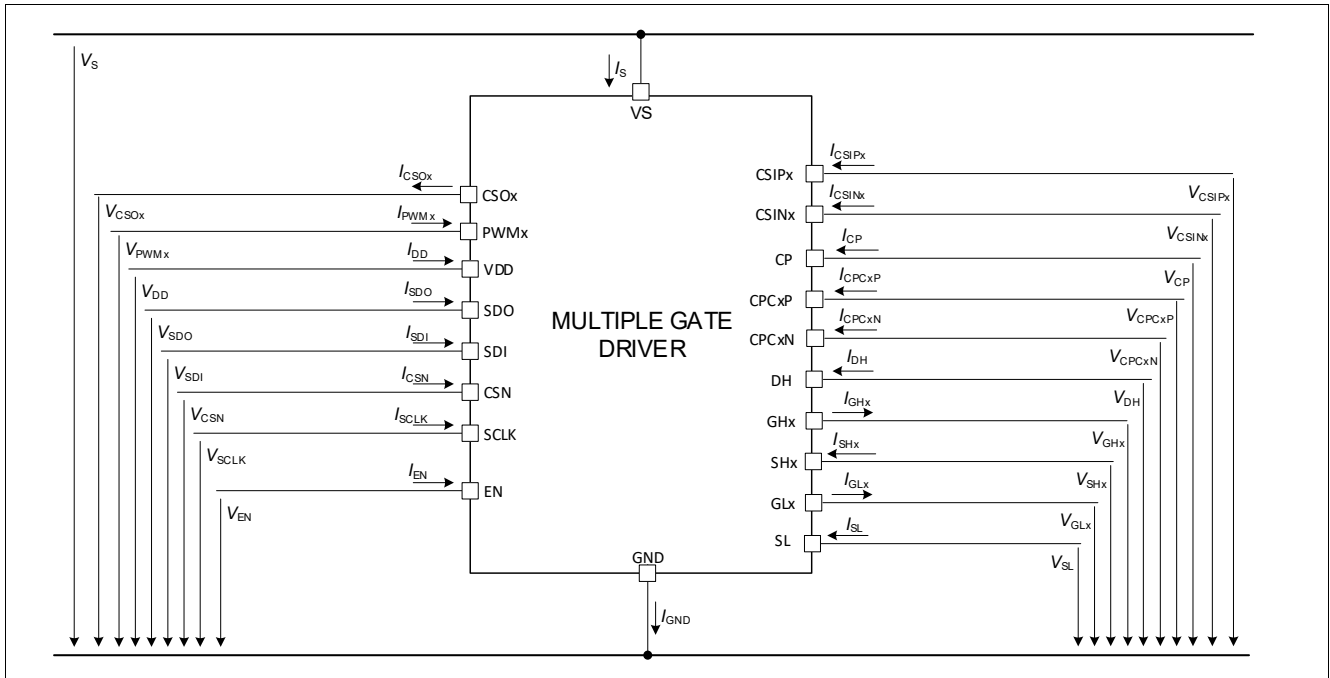 VS
IS
VS
ICSOx
CSOx
VCSOx
IPWMx
PWMx
VPWMx
IDD
VDD
VDD
ISDO
SDO
VSDO
ISDI
SDI
VSDI
ICSN
CSN
VCSN
ISCLK
SCLK
VSCLK
IEN
EN
VEN
MULTIPLE GATE
DRIVER
ICSIPx
CSIPx
VCSIPx
ICSINx
CSINx
VCSINx
ICP
CP
VCP
ICPCxP
CPCxP
VCPCxP
ICPCxN
CPCxN
VCPCxN
IDH
DH
VDH
IGHx
GHx
VGHx
ISHx
SHx
VSHx
IGLx
GLx
VGLx
ISL
SL
VSL
GND
IGND